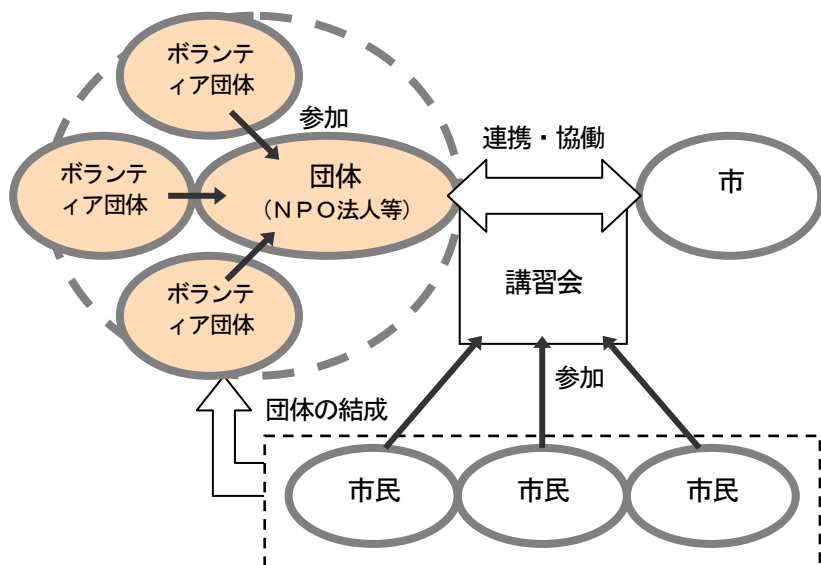 ボランティ
ア団体
参加
ボランティ
ア団体
団体
（ＮＰＯ法人等）
連携・協働
市
ボランティ
ア団体
講習会
参加
団体の結成
市民
市民
市民